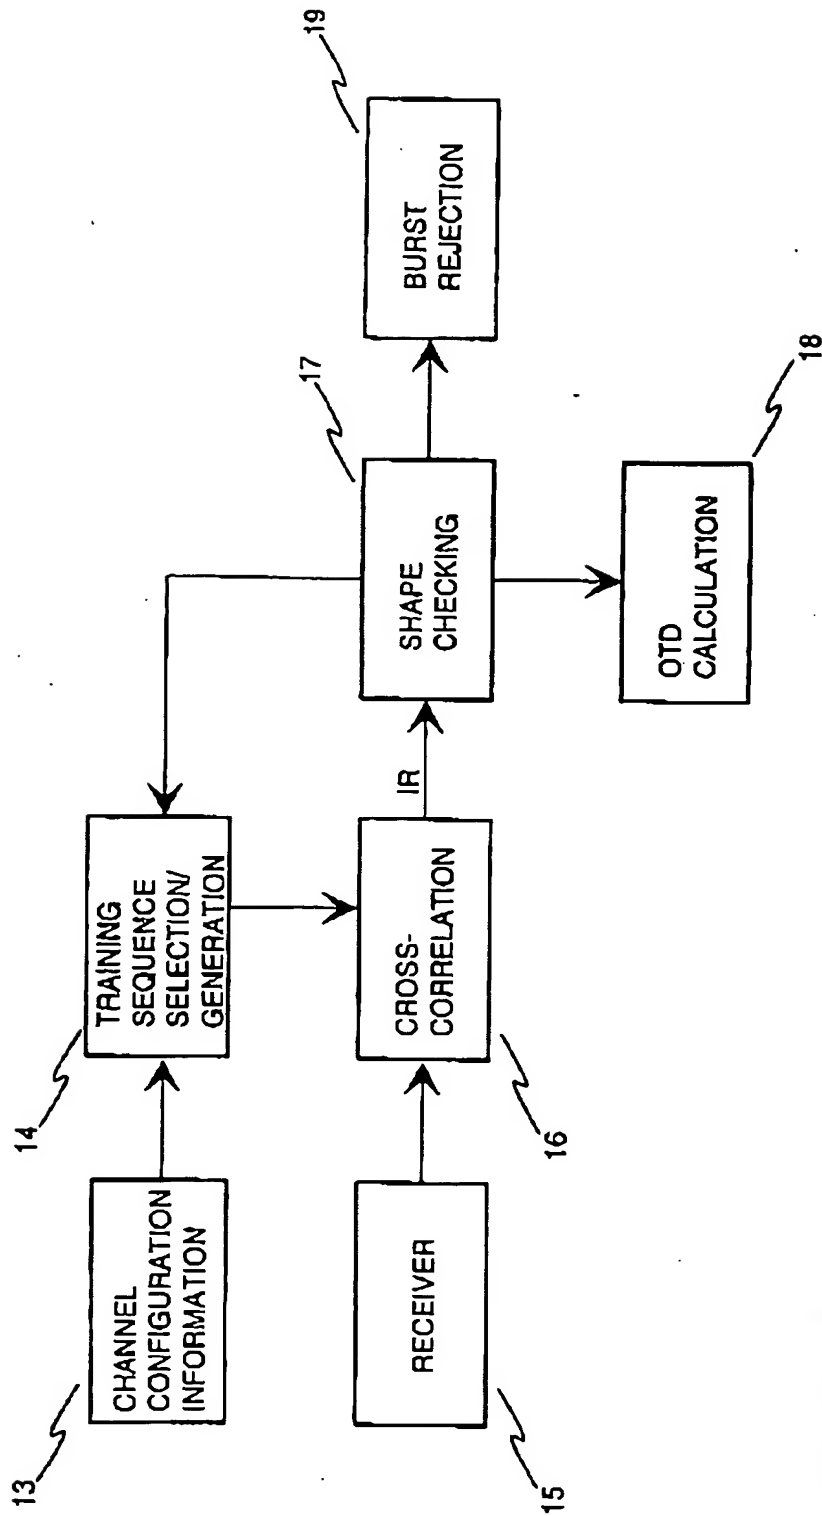 13
CHANNEL
CONFIGURATION
INFORMATION
14
TRAINING
SEQUENCE
SELECTION/
GENERATION
15
RECEIVER
16
CROSS-
CORRELATION
IR
17
SHAPE
CHECKING
19
BURST
REJECTION
18
OTD
CALCULATION